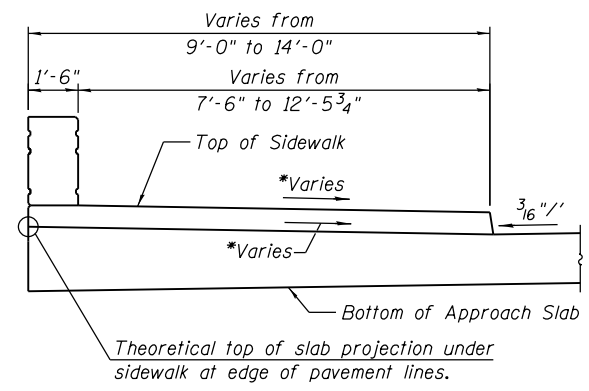 Varies from
9'-0" to 14'-0"
1'-6"
Varies from
7'-6" to 12'-5 3/4"
Top of Sidewalk
*Varies
3/16"/'
*Varies
Bottom of Approach Slab
Theoretical top of slab projection under
sidewalk at edge of pavement lines.